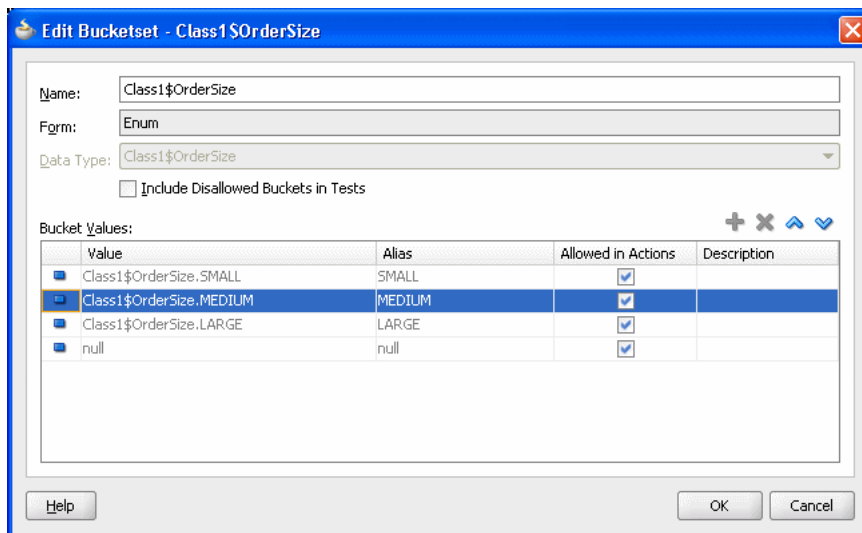 Edit Bucketset - Class1$OrderSize
Name: Class1$OrderSize
Form: Enum
Data Type: Class1$OrderSize
Include Disallowed Buckets in Tests
Bucket Values:
Value Alias Allowed in Actions Description
Class1$OrderSize.SMALL SMALL
Class1$OrderSize.MEDIUM MEDIUM
Class1$OrderSize.LARGE LARGE
null null
Help OK Cancel